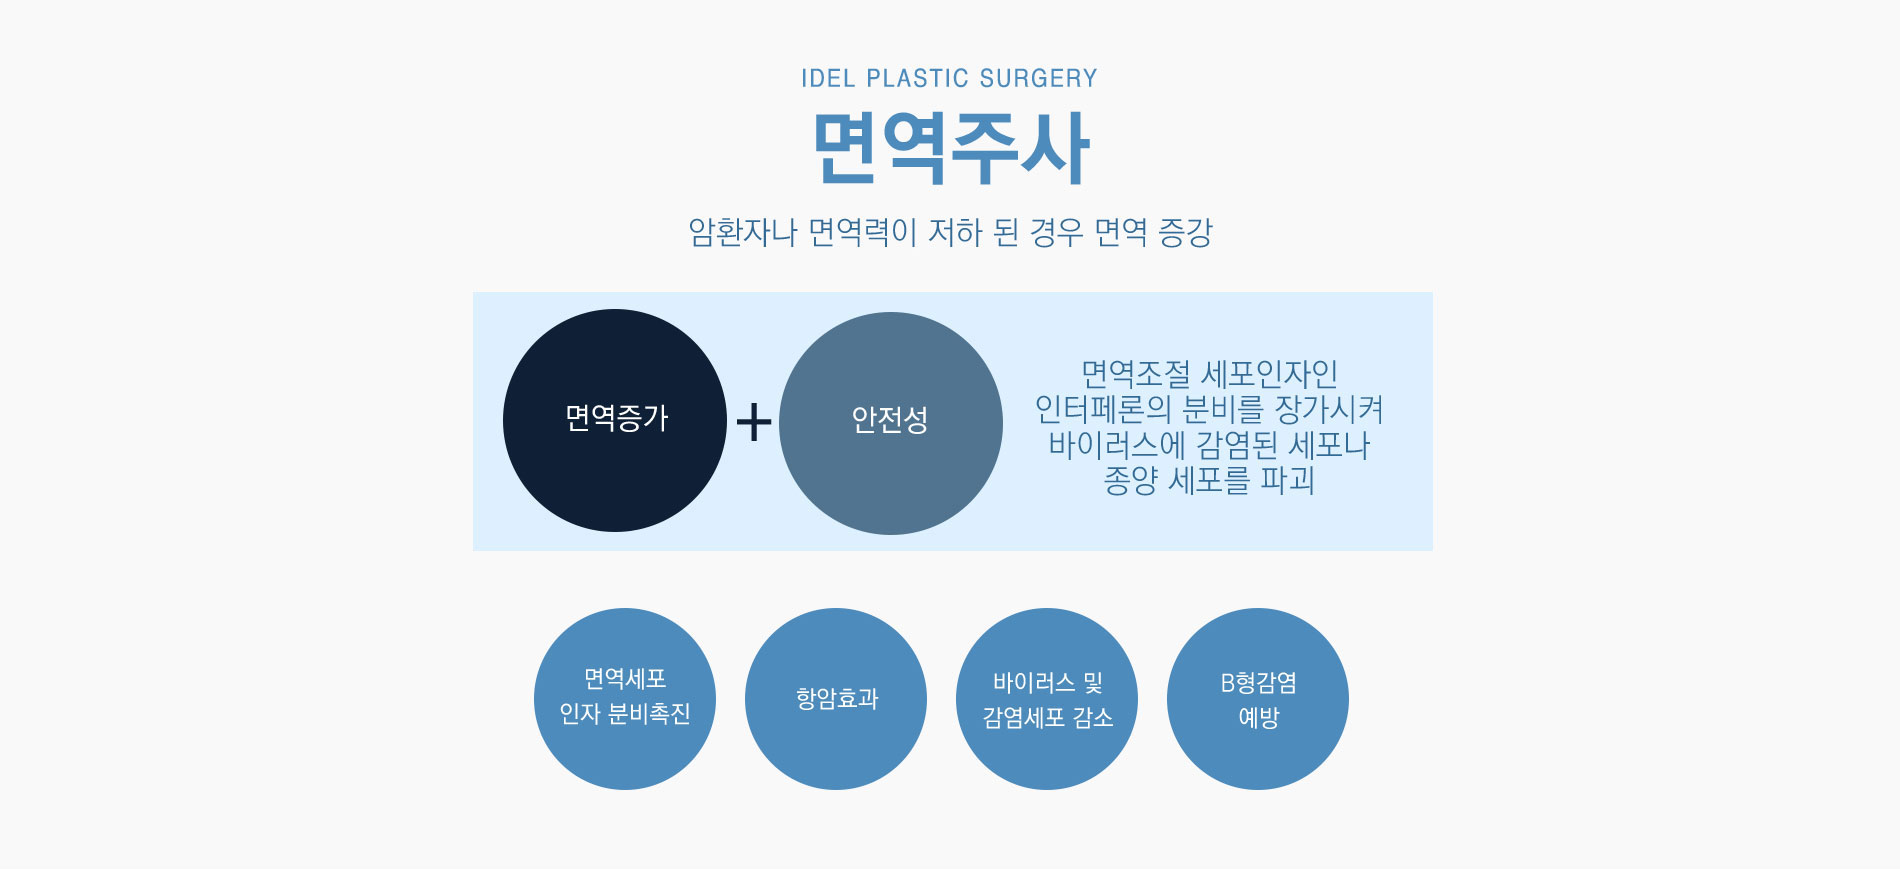 IDEL PLASTIC SURGERY
면역주사
암환자나 면역력이 저하 된 경우 면역 증강
면역증가
+
안전성
면역조절 세포인자인
인터페론의 분비를 장가시켜
바이러스에 감염된 세포나
종양 세포를 파괴
면역세포
인자 분비촉진
항암효과
바이러스 및
감염세포 감소
B형감염
예방